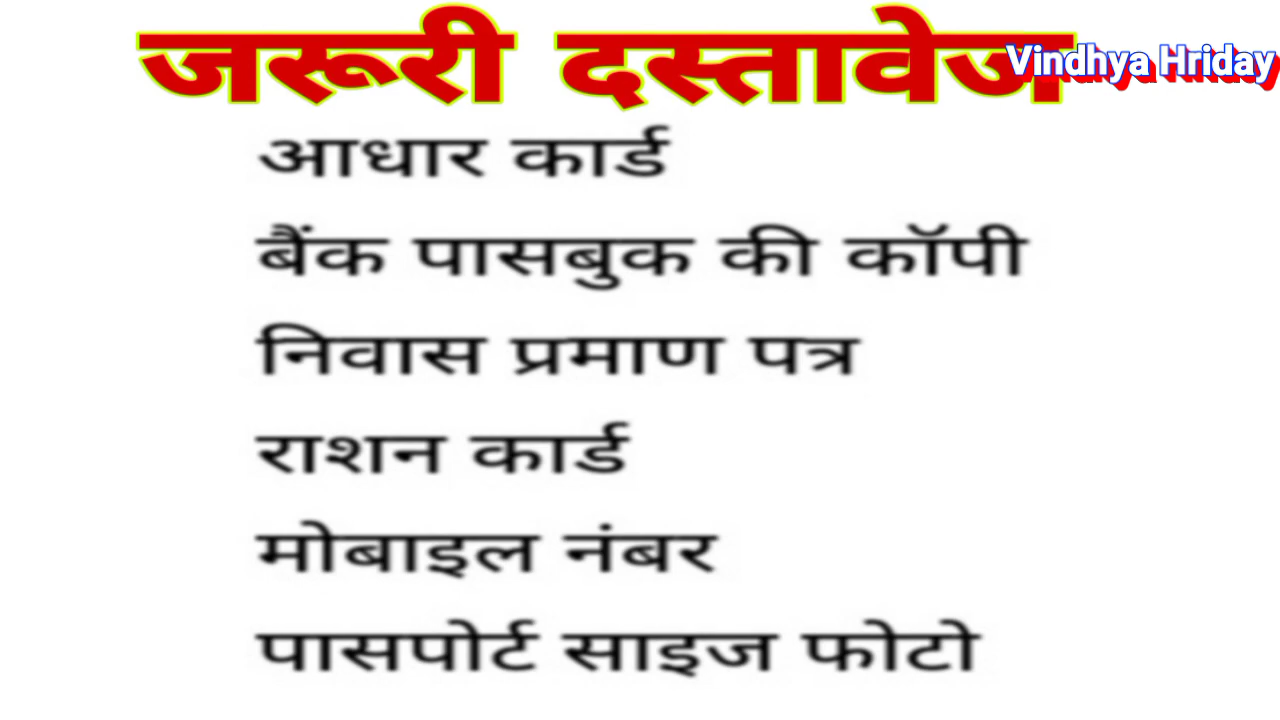 जरूरी दस्तावेज
Vindhya Hriday
आधार कार्ड
बैंक पासबुक की कॉपी
निवास प्रमाण पत्र
राशन कार्ड
मोबाइल नंबर
पासपोर्ट साइज फोटो